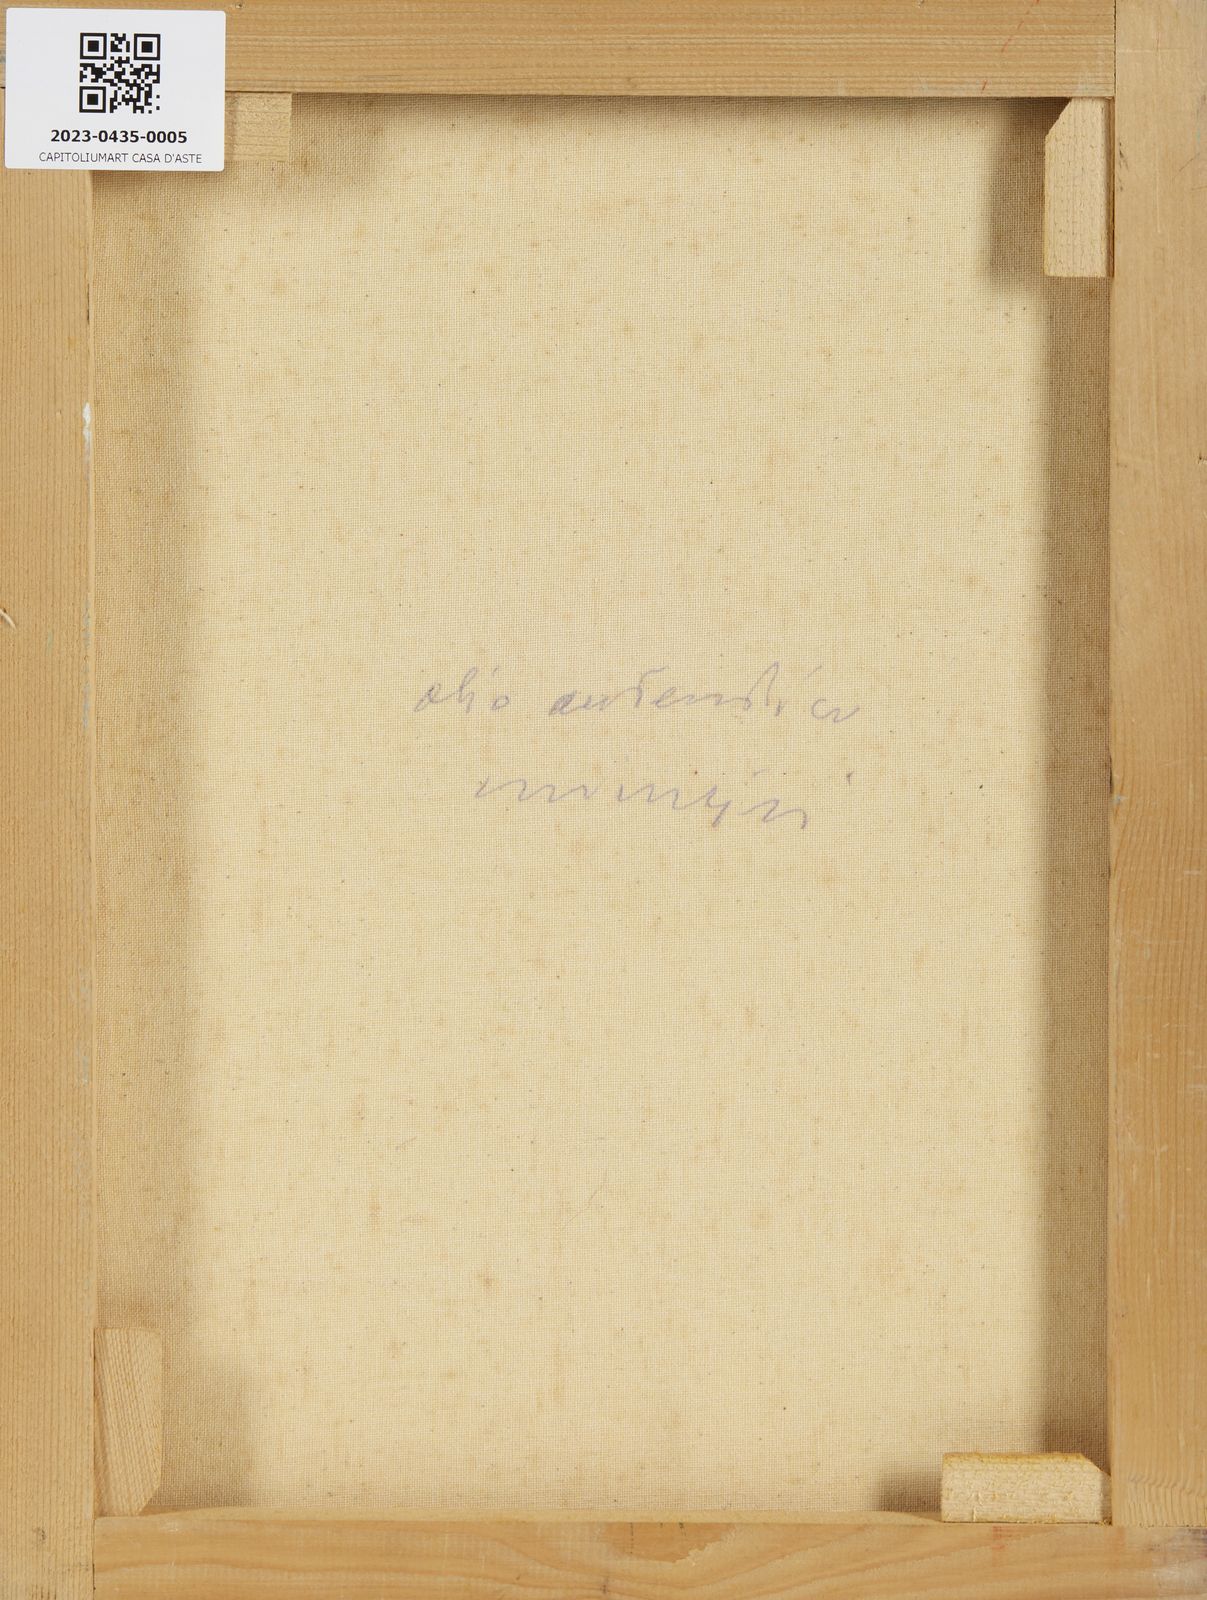 2023-0435-0005
CAPITOLIUMART CASA D'ASTE
olio autentico